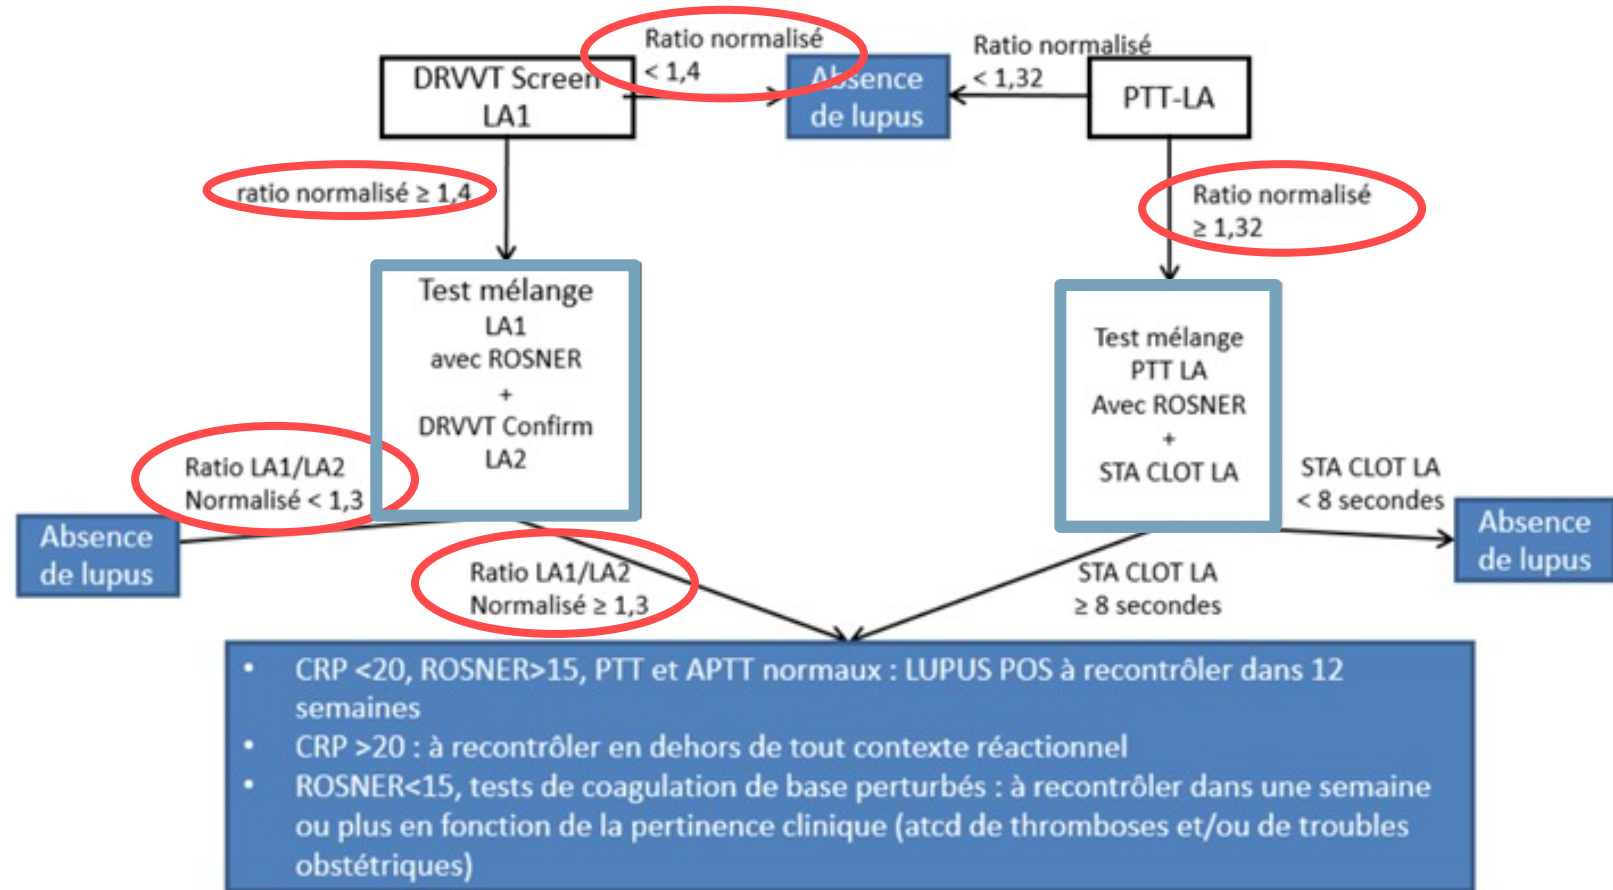 DRVVT Screen
LA1
Ratio normalisé
< 1,4
Absence
de lupus
Ratio normalisé
< 1,32
PTT-LA
ratio normalisé ≥ 1,4
Ratio normalisé
≥ 1,32
Test mélange
LA1
avec ROSNER
+
DRVVT Confirm
LA2
Test mélange
PTT LA
Avec ROSNER
+
STA CLOT LA
Ratio LA1/LA2
Normalisé < 1,3
Absence
de lupus
Ratio LA1/LA2
Normalisé ≥ 1,3
STA CLOT LA
≥ 8 secondes
STA CLOT LA
< 8 secondes
Absence
de lupus
• CRP <20, ROSNER>15, PTT et APTT normaux : LUPUS POS à recontrôler dans 12
semaines
• CRP >20 : à recontrôler en dehors de tout contexte réactionnel
• ROSNER<15, tests de coagulation de base perturbés : à recontrôler dans une semaine
ou plus en fonction de la pertinence clinique (atcd de thromboses et/ou de troubles
obstétriques)